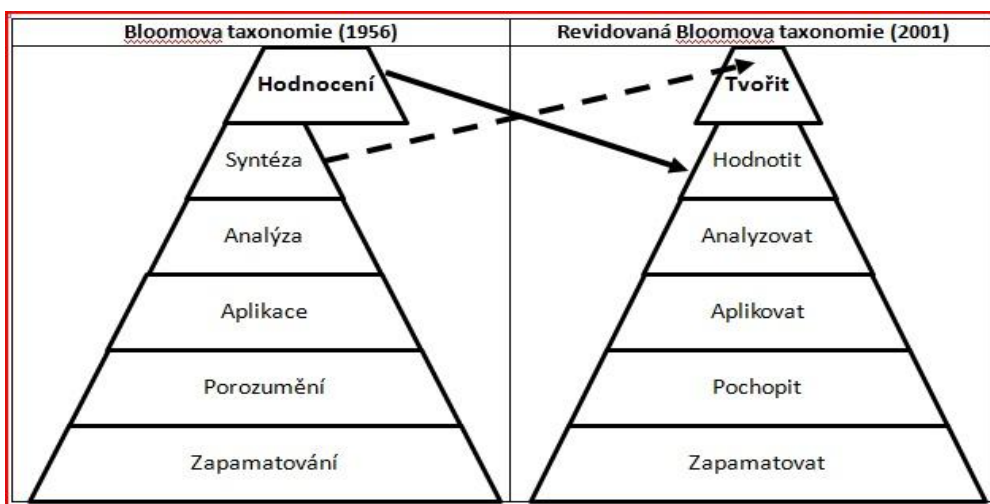 Bloomova taxonomie (1956)
Hodnocení
Syntéza
Analýza
Aplikace
Porozumění
Zapamatování
Revidovaná Bloomova taxonomie (2001)
Tvořit
Hodnotit
Analyzovat
Aplikovat
Pochopit
Zapamatovat